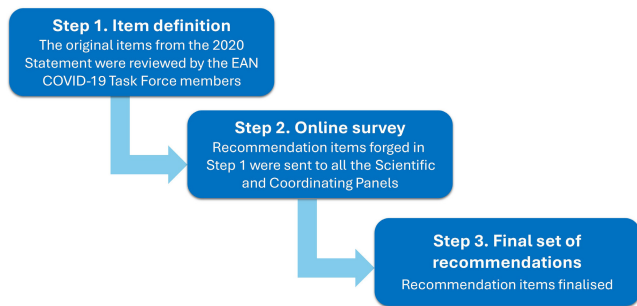 Step 1. Item definition
The original items from the 2020
Statement were reviewed by the EAN
COVID-19 Task Force members
Step 2. Online survey
Recommendation items forged in
Step 1 were sent to all the Scientific
and Coordinating Panels
Step 3. Final set of
recommendations
Recommendation items finalised